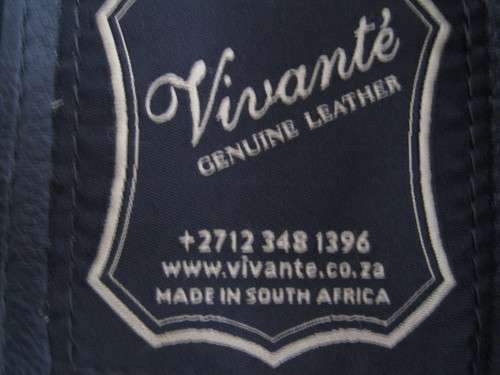 Vivanté
GENUINE LEATHER
+2712 348 1396
www.vivante.co.za
MADE IN SOUTH AFRICA